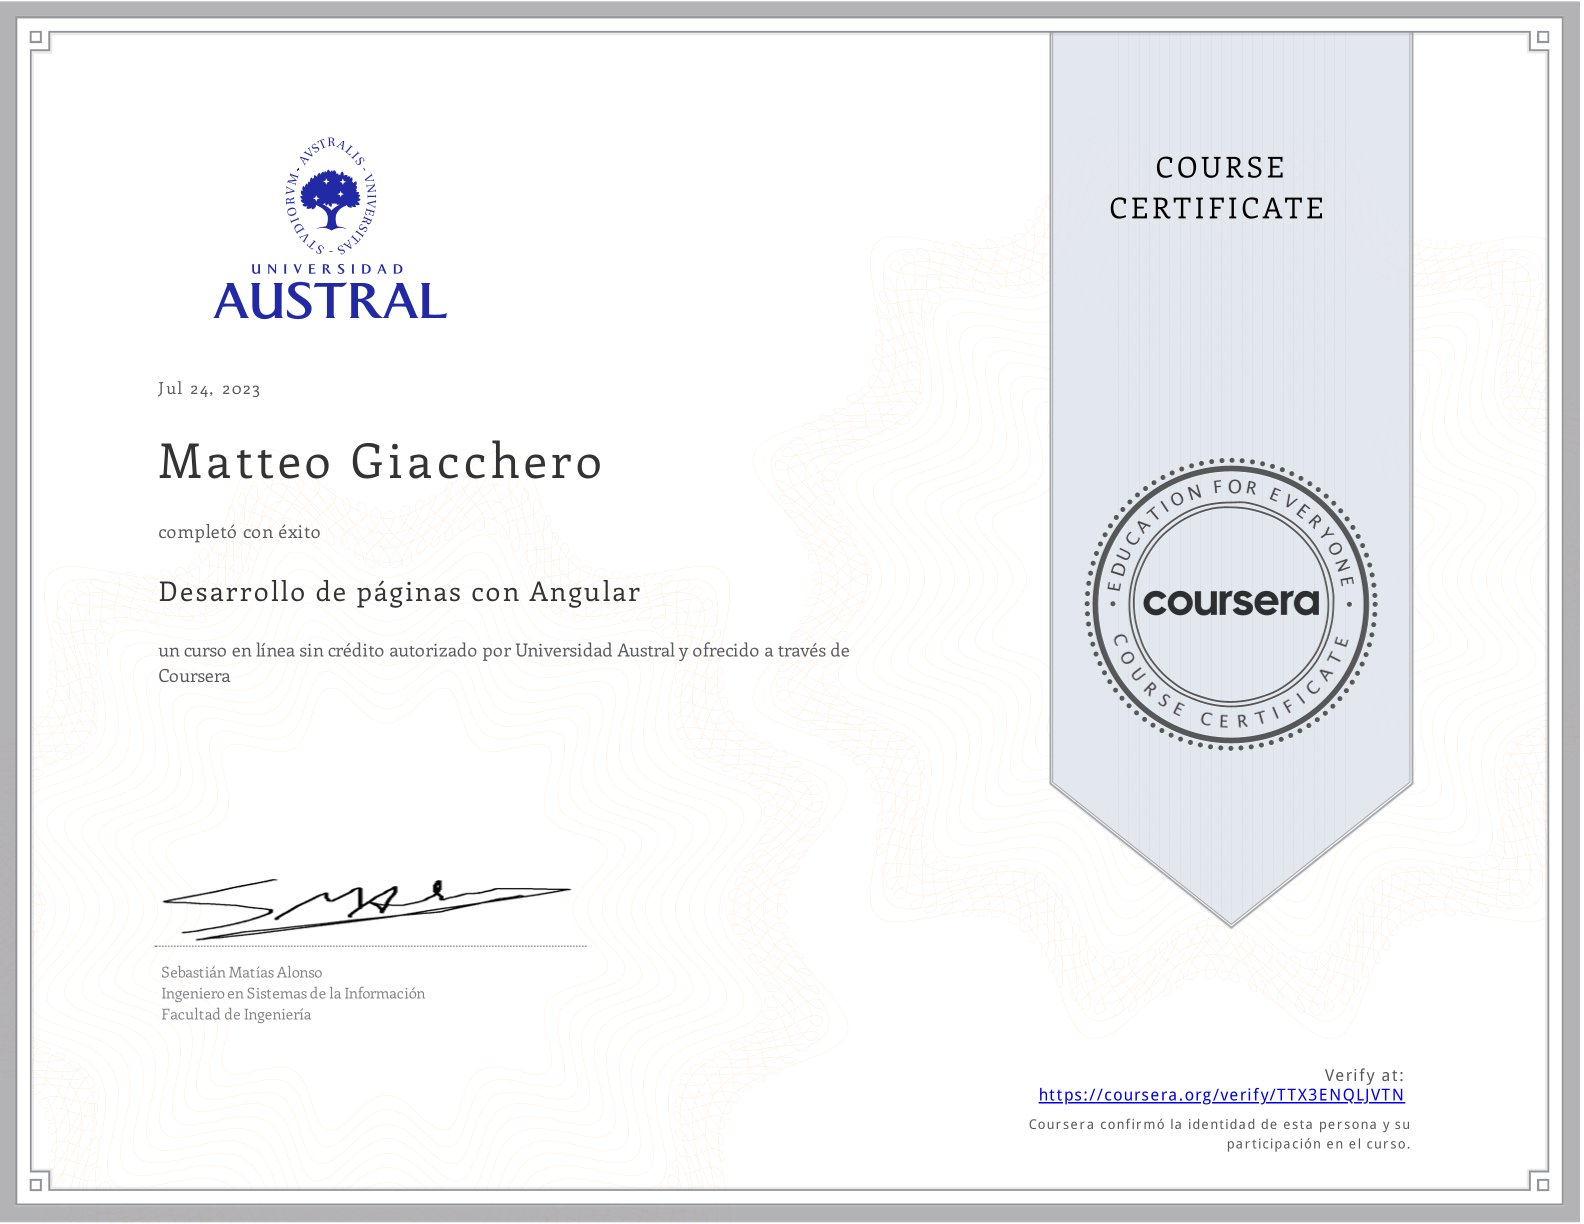 STVDIORVM - AVSTRALIS - VNIVERSITAS -
UNIVERSIDAD
AUSTRAL
COURSE
CERTIFICATE
Jul 24, 2023
Matteo Giacchero
completó con éxito
Desarrollo de páginas con Angular
un curso en línea sin crédito autorizado por Universidad Austral y ofrecido a través de
Coursera
• EDUCATION FOR EVERYONE •
coursera
COURSE CERTIFICATE
Sebastián Matías Alonso
Ingeniero en Sistemas de la Información
Facultad de Ingeniería
Verify at:
https://coursera.org/verify/TTX3ENQLJVTN
Coursera confirmó la identidad de esta persona y su
participación en el curso.